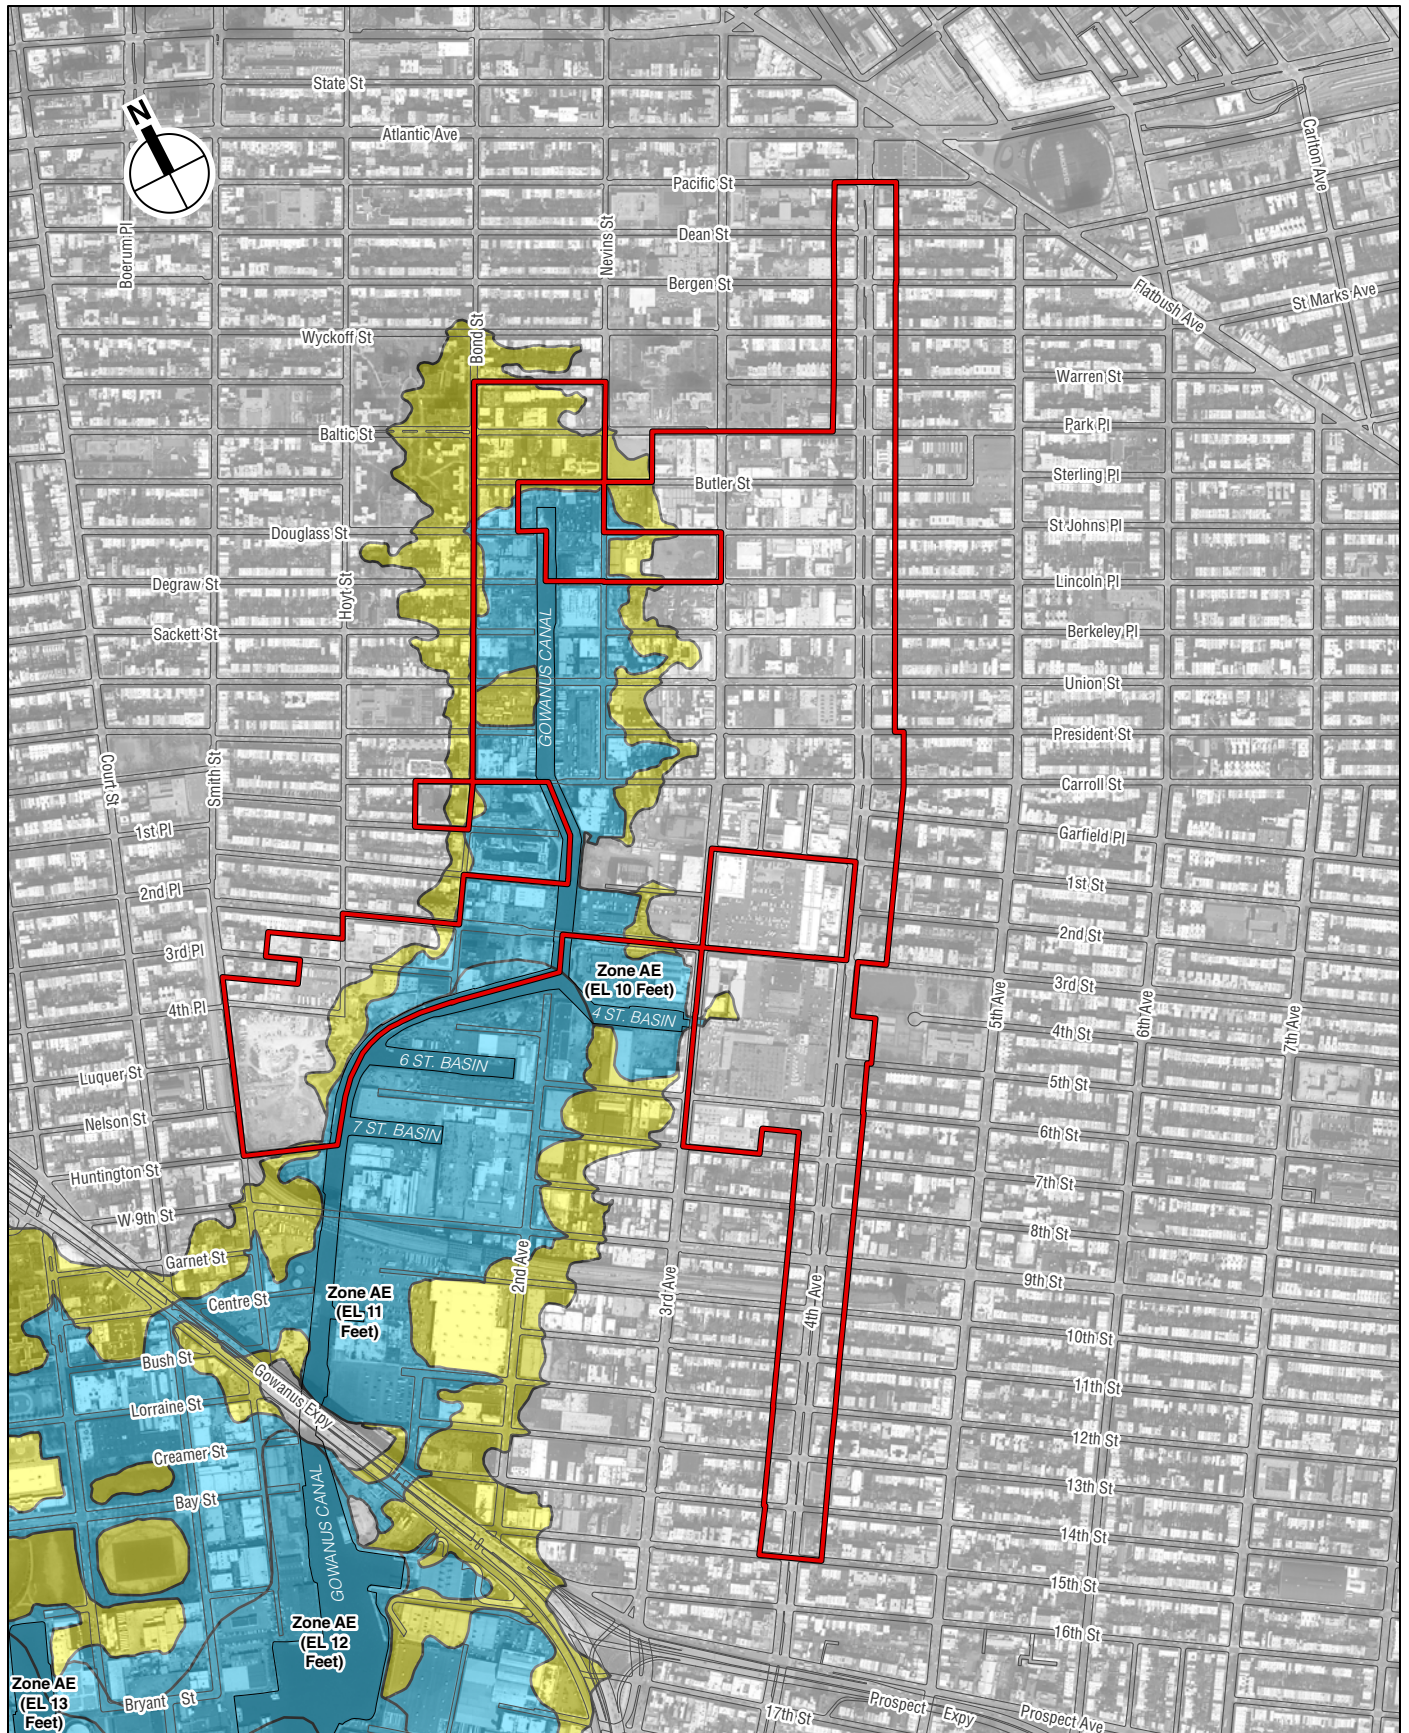 State St
N
Atlantic Ave
Carlton Ave
Pacific St
Nevins St
Dean St
Boerum Pl
Bergen St
Flatbush Ave
St Marks Ave
Wyckoff St
Bond St
Warren St
Park Pl
Baltic St
Sterling Pl
Butler St
St Johns Pl
Douglass St
Hoyt St
Degraw St
Lincoln Pl
Sackett St
Berkeley Pl
GOWANUS CANAL
Union St
President St
Court St
Smith St
Carroll St
1st Pl
Garfield Pl
2nd Pl
1st St
2nd St
3rd Pl
Zone AE
(EL 10 Feet)
3rd St
4th Pl
4 ST. BASIN
5th Ave
6th Ave
7th Ave
4th St
6 ST. BASIN
Luquer St
5th St
Nelson St
7 ST. BASIN
6th St
Huntington St
7th St
W 9th St
8th St
Garnet St
2nd Ave
3rd Ave
4th Ave
9th St
Centre St
Zone AE
(EL 11
Feet)
10th St
Bush St
Gowanus Expy
11th St
Lorraine St
12th St
Creamer St
13th St
Bay St
GOWANUS CANAL
14th St
15th St
Zone AE
(EL 12
Feet)
16th St
Zone AE
(EL 13
Feet)
Bryant St
17th St
Prospect Expy
Prospect Ave